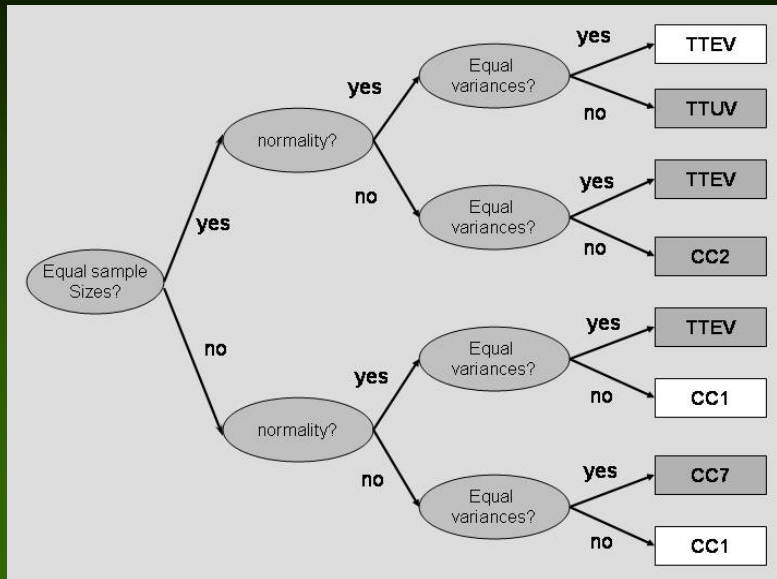 Equal sample
Sizes?
yes
no
normality?
yes
no
Equal
variances?
yes
TTEV
no
TTUV
Equal
variances?
yes
TTEV
no
CC2
normality?
yes
no
Equal
variances?
yes
TTEV
no
CC1
Equal
variances?
yes
CC7
no
CC1